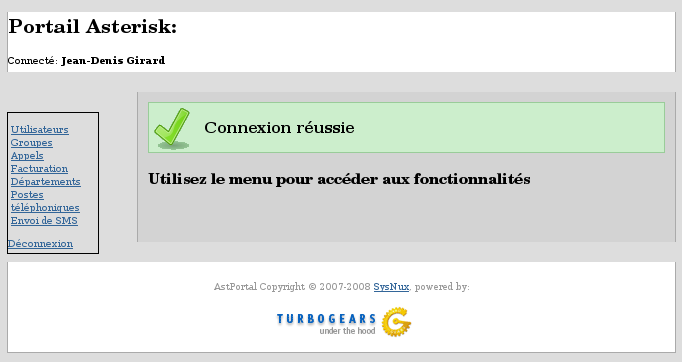 Portail Asterisk:
Connecté: Jean-Denis Girard
Utilisateurs
Groupes
Appels
Facturation
Départements
Postes
téléphoniques
Envoi de SMS
Déconnexion
Connexion réussie
Utilisez le menu pour accéder aux fonctionnalités
AstPortal Copyright © 2007-2008 SysNux, powered by:
TURBOGEARS
under the hood